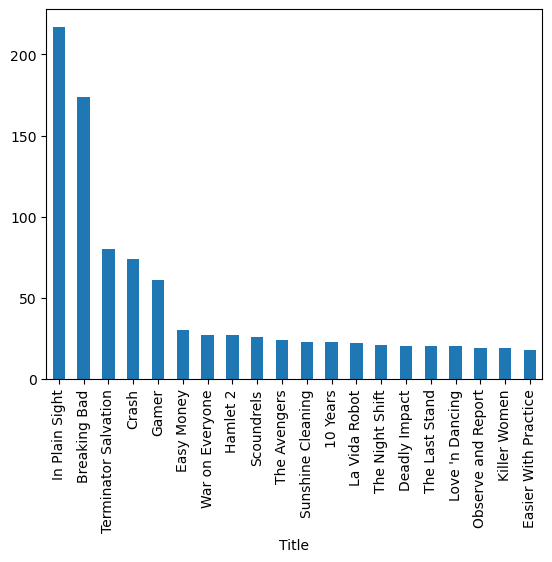 200
150
100
50
0
In Plain Sight
Breaking Bad
Terminator Salvation
Crash
Gamer
Easy Money
War on Everyone
Hamlet 2
Scoundrels
The Avengers
Sunshine Cleaning
10 Years
La Vida Robot
The Night Shift
Deadly Impact
The Last Stand
Love 'n Dancing
Observe and Report
Killer Women
Easier With Practice
Title